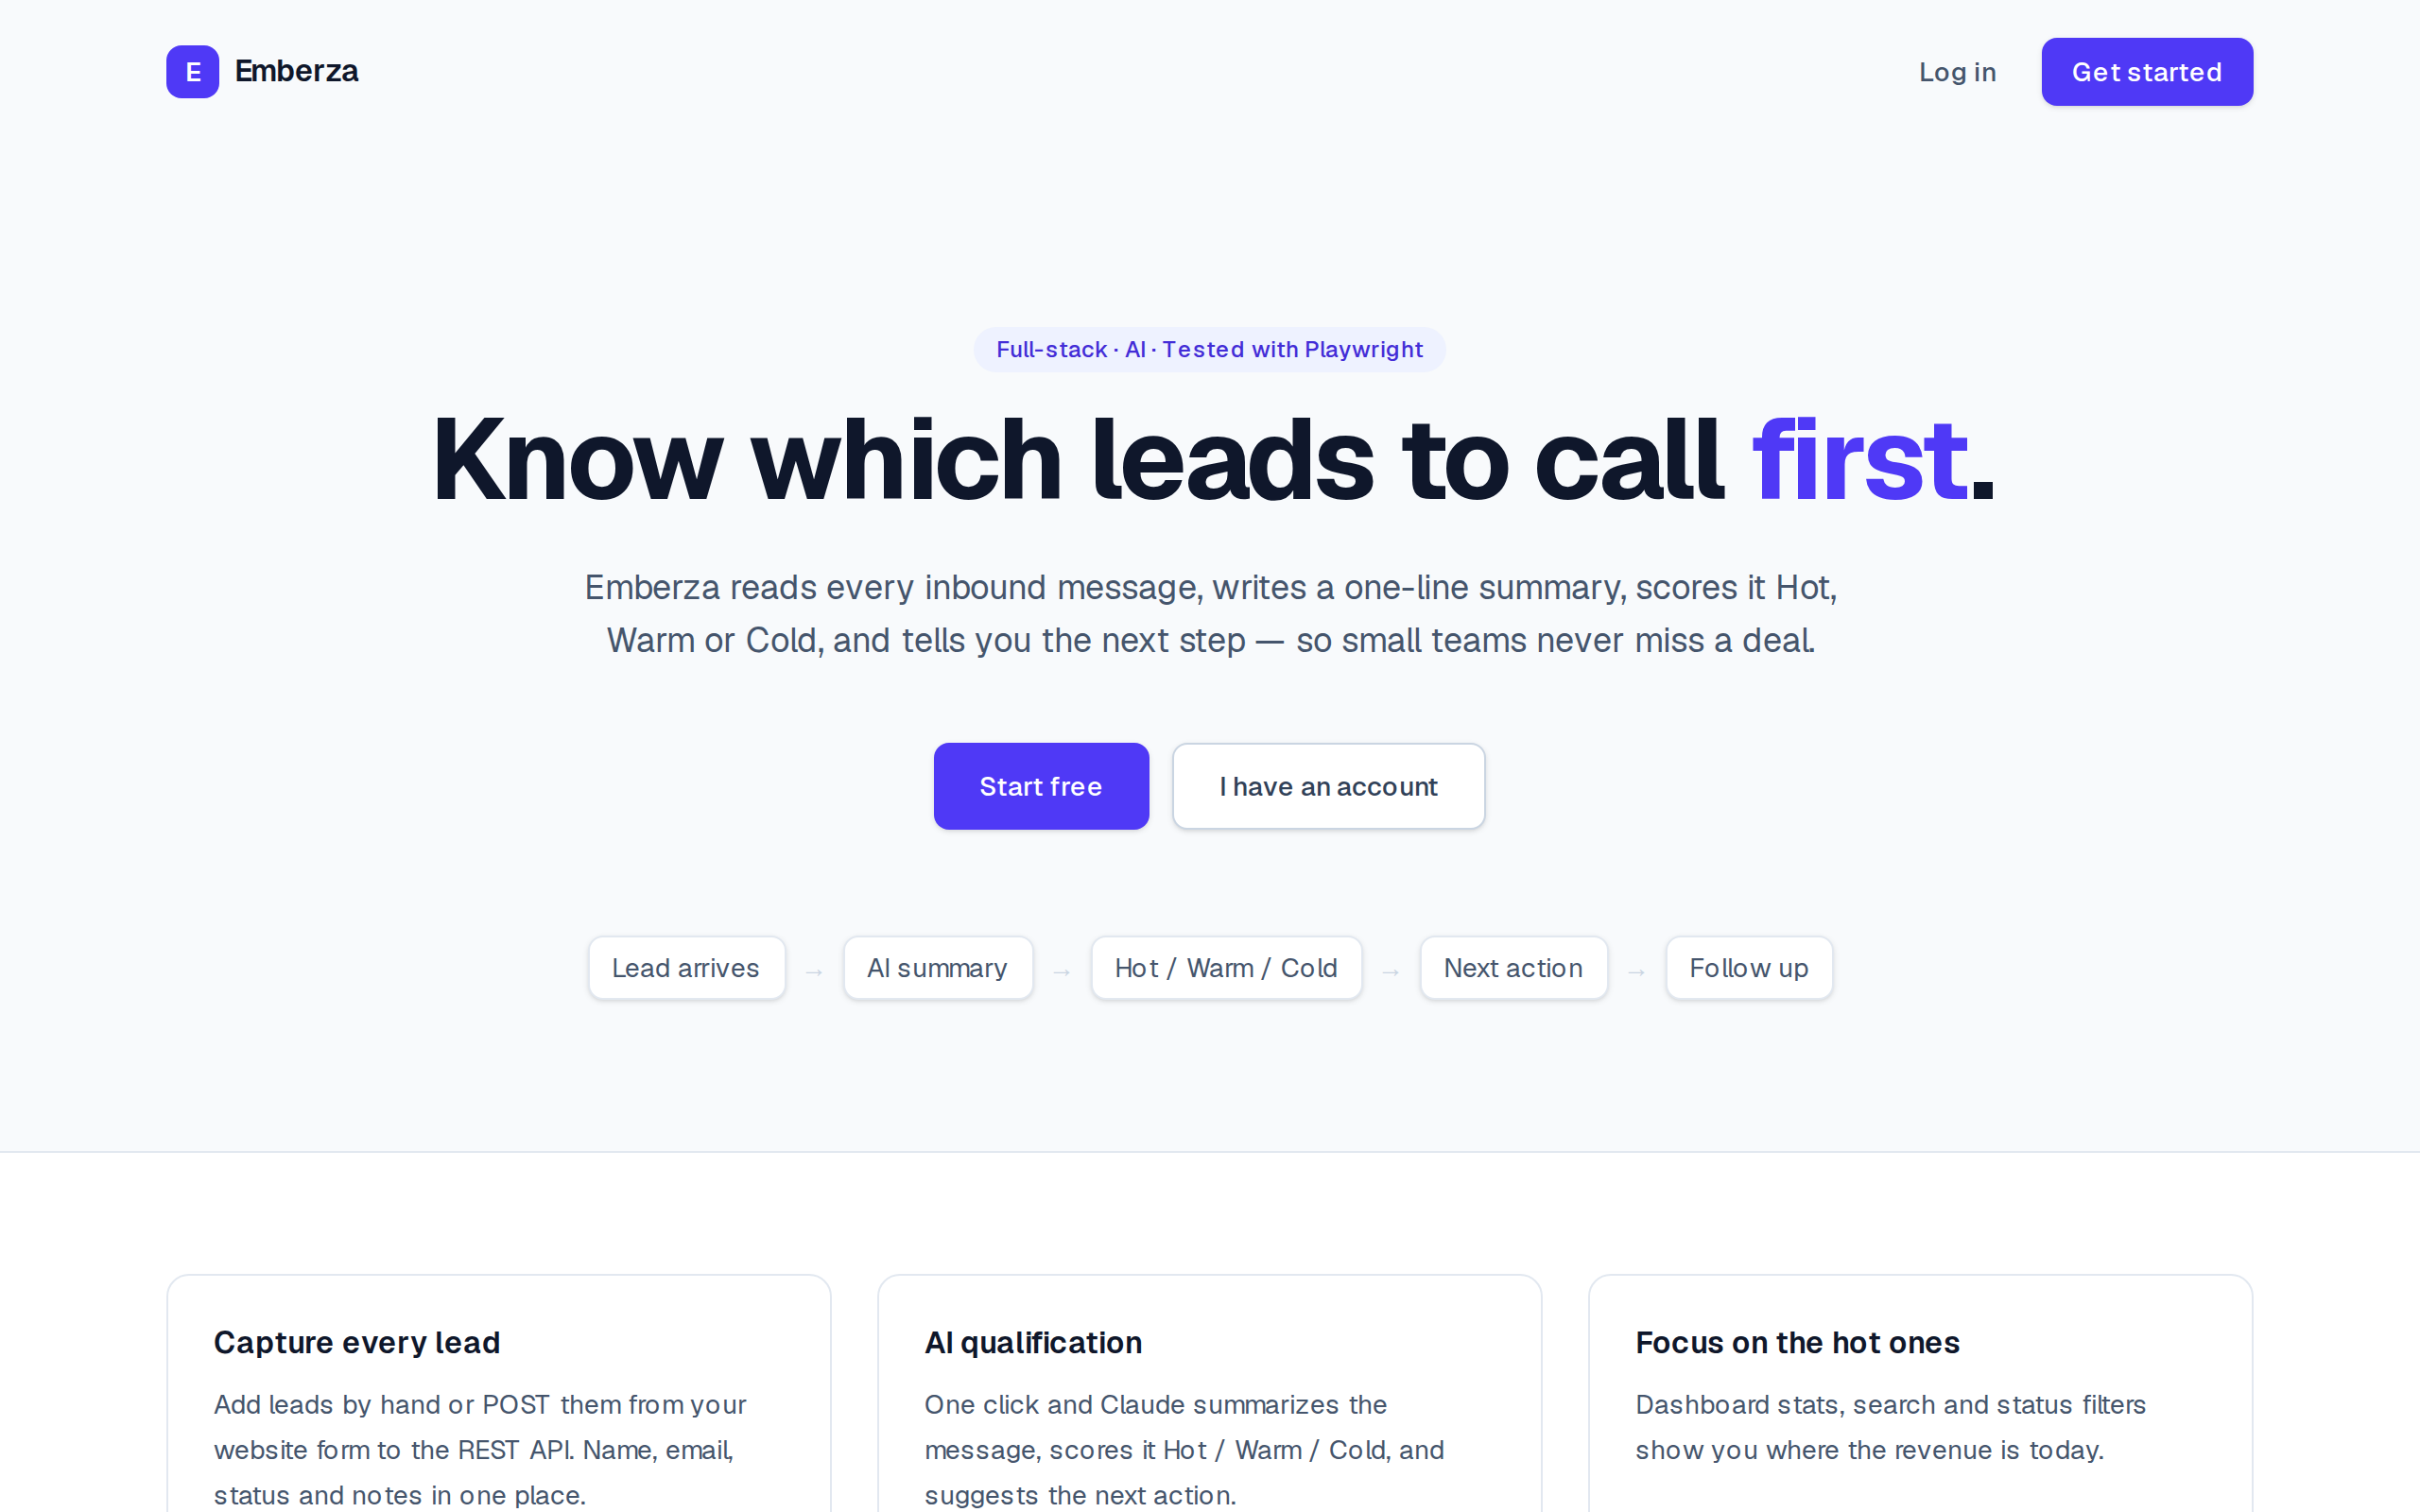 E
Emberza
Log in
Get started
Full-stack · AI · Tested with Playwright
Know which leads to call first.
Emberza reads every inbound message, writes a one-line summary, scores it Hot,
Warm or Cold, and tells you the next step — so small teams never miss a deal.
Start free
I have an account
Lead arrives → AI summary → Hot / Warm / Cold → Next action → Follow up
Capture every lead
Add leads by hand or POST them from your
website form to the REST API. Name, email,
status and notes in one place.
AI qualification
One click and Claude summarizes the
message, scores it Hot / Warm / Cold, and
suggests the next action.
Focus on the hot ones
Dashboard stats, search and status filters
show you where the revenue is today.